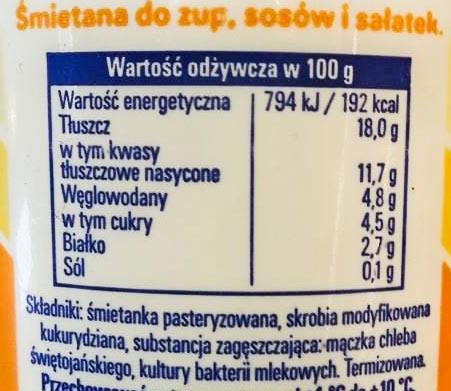 Śmietana do zup, sosów i sałatek.
Wartość odżywcza w 100 g
Wartość energetyczna 794 kJ / 192 kcal
Tłuszcz 18,0 g
w tym kwasy
tłuszczowe nasycone 11,7 g
Węglowodany 4,8 g
w tym cukry 4,5 g
Białko 2,7 g
Sól 0,1 g
Składniki: śmietanka pasteryzowana, skrobia modyfikowana
kukurydziana, substancja zagęszczająca: mączka chleba
świętojańskiego, kultury bakterii mlekowych. Termizowana.
do +10 °C.